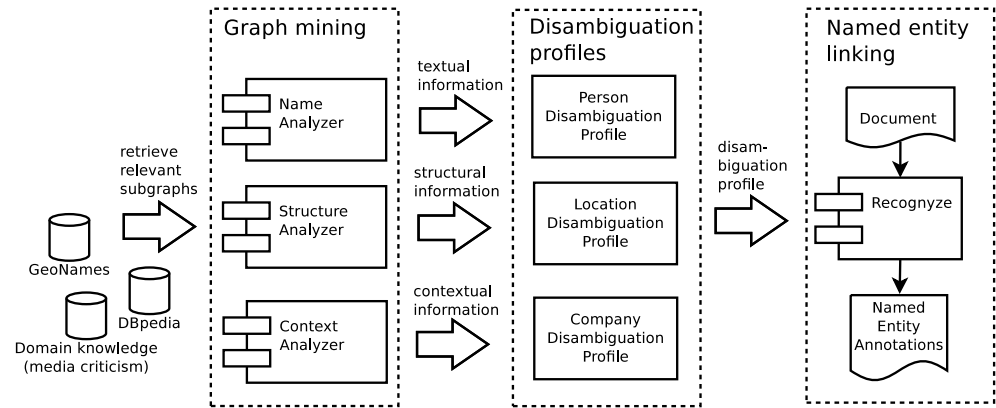 Graph mining
Disambiguation
profiles
Named entity
linking
retrieve
relevant
subgraphs
GeoNames
DBpedia
Domain knowledge
(media criticism)
Name
Analyzer
Structure
Analyzer
Context
Analyzer
textual
information
structural
information
contextual
information
Person
Disambiguation
Profile
Location
Disambiguation
Profile
Company
Disambiguation
Profile
disam-
biguation
profile
Document
Recognyze
Named
Entity
Annotations